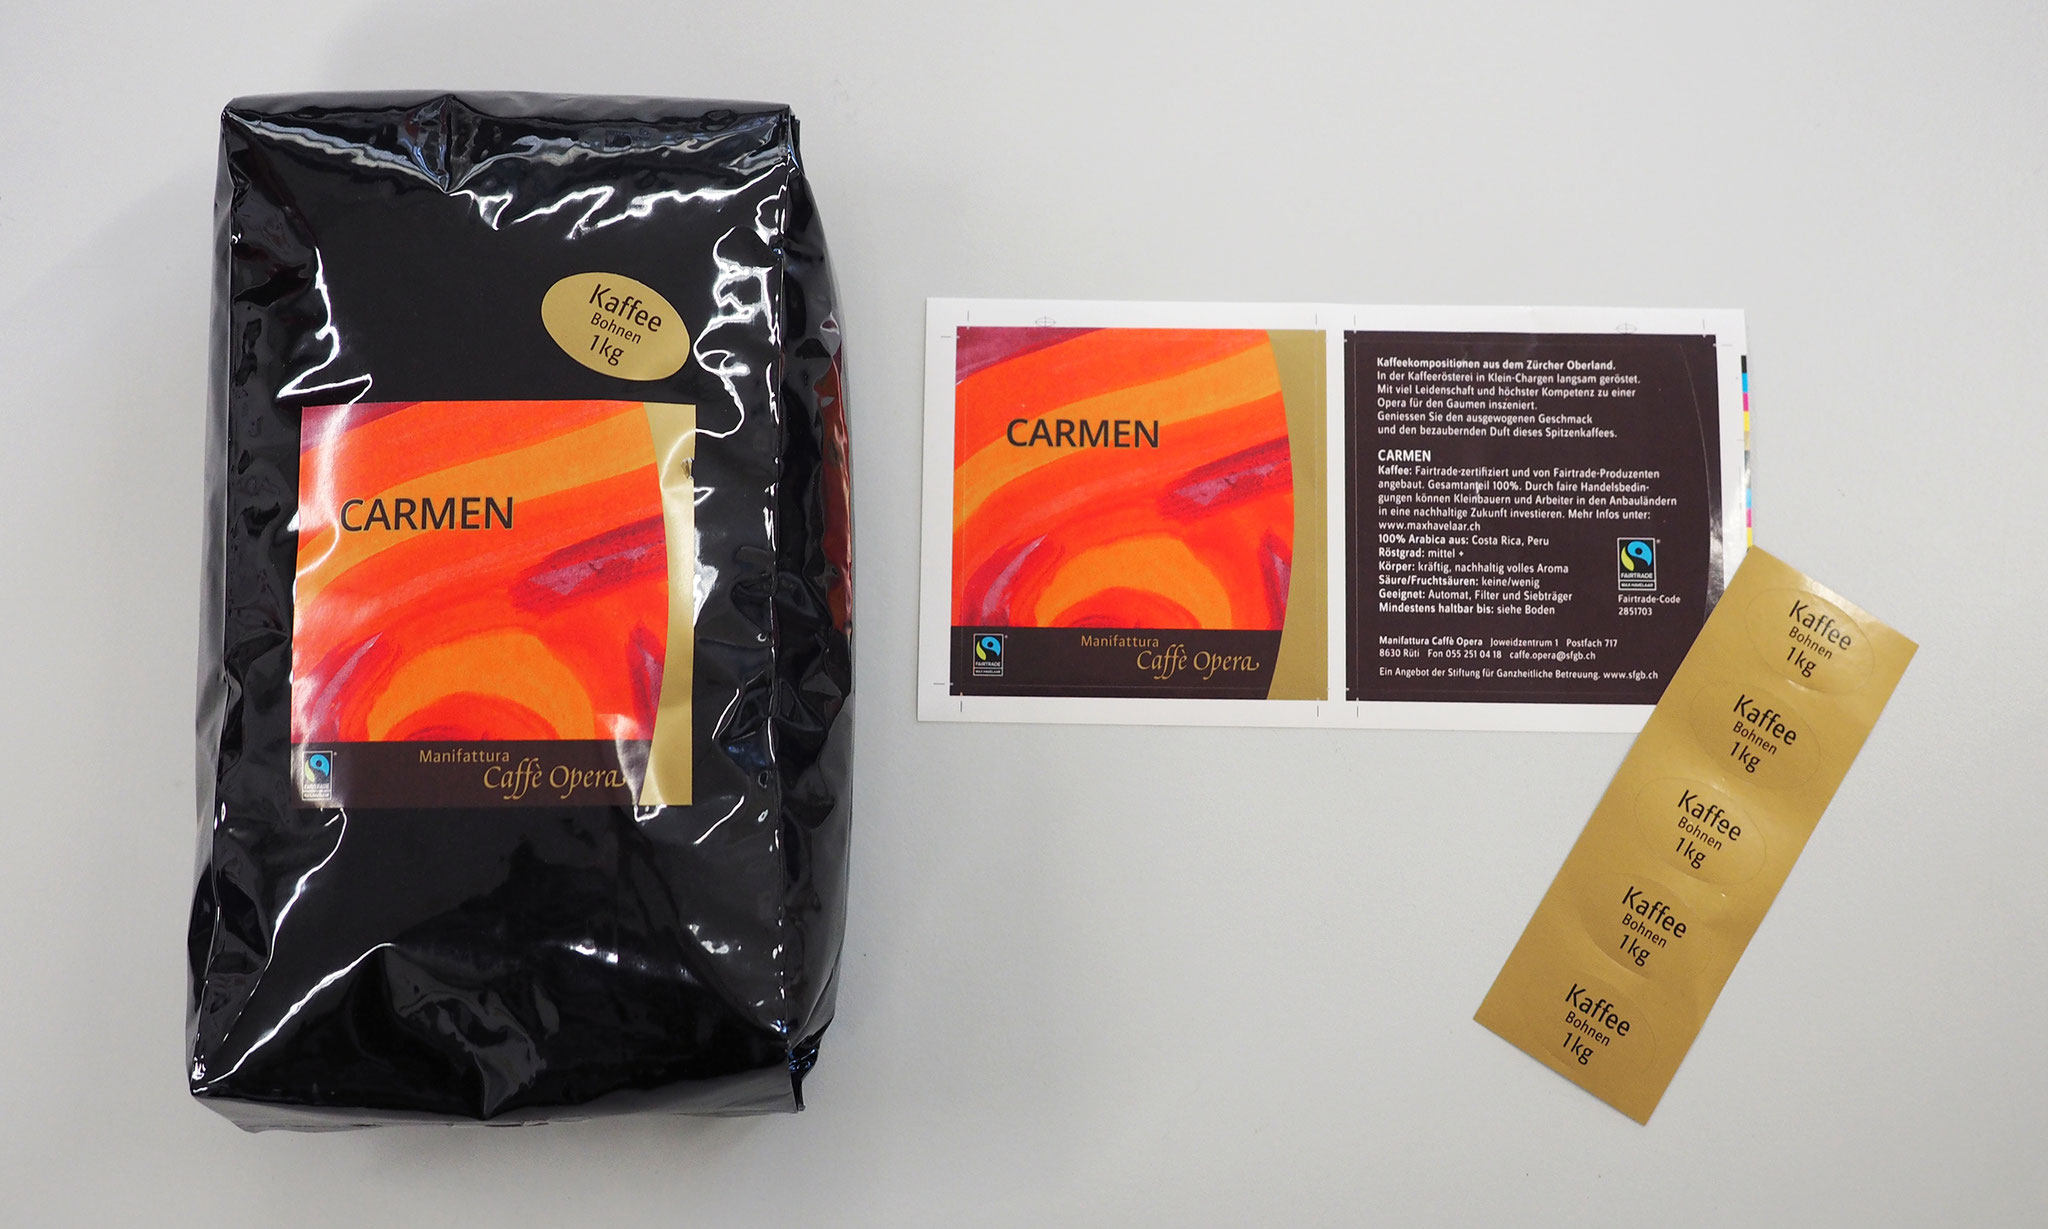 Kaffee
Bohnen
1kg
CARMEN
FAIRTRADE
MAX HAVELAAR
Manifattura
Caffè Opera
CARMEN
FAIRTRADE
MAX HAVELAAR
Manifattura
Caffè Opera
Kaffeekompositionen aus dem Zürcher Oberland.
In der Kaffeerösterei in Klein-Chargen langsam geröstet.
Mit viel Leidenschaft und höchster Kompetenz zu einer
Opera für den Gaumen inszeniert.
Geniessen Sie den ausgewogenen Geschmack
und den bezaubernden Duft dieses Spitzenkaffees.
CARMEN
Kaffee: Fairtrade-zertifiziert und von Fairtrade-Produzenten
angebaut. Gesamtanteil 100%. Durch faire Handelsbedin-
gungen können Kleinbauern und Arbeiter in den Anbauländern
in eine nachhaltige Zukunft investieren. Mehr Infos unter:
www.maxhavelaar.ch
100% Arabica aus: Costa Rica, Peru
Röstgrad: mittel +
Körper: kräftig, nachhaltig volles Aroma
Säure/Fruchtsäuren: keine/wenig
Geeignet: Automat, Filter und Siebträger
Mindestens haltbar bis: siehe Boden
FAIRTRADE
MAX HAVELAAR
Fairtrade-Code
2851703
Manifattura Caffè Opera Joweidzentrum 1 Postfach 717
8630 Rüti Fon 055 251 04 18 caffe.opera@sfgb.ch
Ein Angebot der Stiftung für Ganzheitliche Betreuung. www.sfgb.ch
Kaffee
Bohnen
1kg
Kaffee
Bohnen
1kg
Kaffee
Bohnen
1kg
Kaffee
Bohnen
1kg
Kaffee
Bohnen
1kg